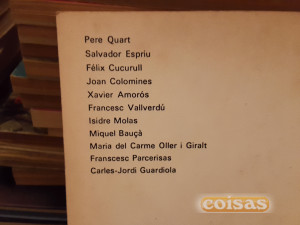 Pere Quart
Salvador Espriu
Fèlix Cucurull
Joan Colomines
Xavier Amorós
Francesc Vallverdú
Isidre Molas
Miquel Bauçà
Maria del Carme Oller i Giralt
Franscesc Parcerisas
Carles-Jordi Guardiola
coisas